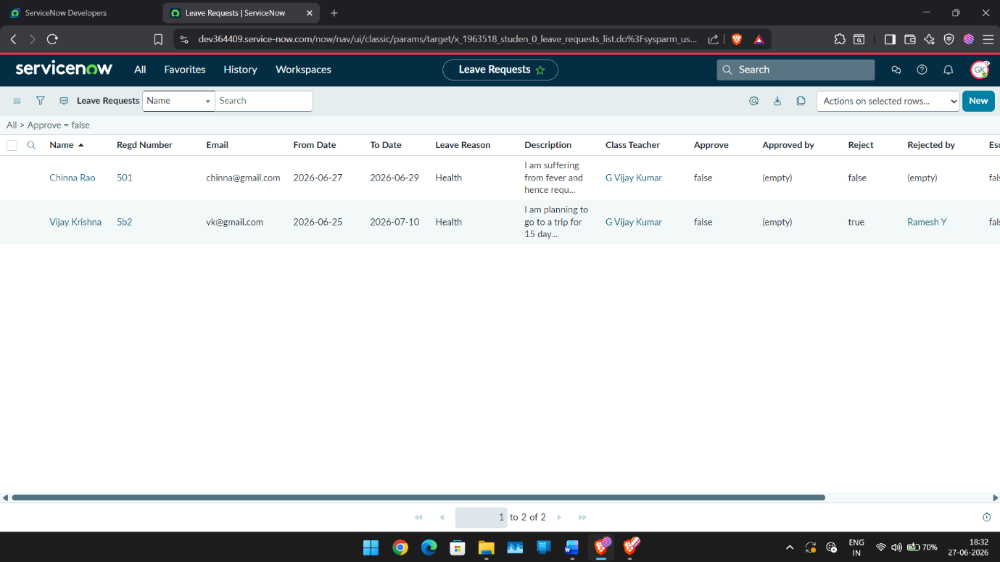 ServiceNow Developers
Leave Requests | ServiceNow
dev364409.service-now.com/now/nav/ui/classic/params/target/x_1963518_studen_0_leave_requests_list.do%3Fsysparm_us...
servicenow All Favorites History Workspaces Leave Requests Search GK
Leave Requests Name Search Actions on selected rows... New
All > Approve = false
Name Regd Number Email From Date To Date Leave Reason Description Class Teacher Approve Approved by Reject Rejected by
Chinna Rao 501 chinna@gmail.com 2026-06-27 2026-06-29 Health I am suffering from fever and hence requ... G Vijay Kumar false (empty) false (empty)
Vijay Krishna 5b2 vk@gmail.com 2026-06-25 2026-07-10 Health I am planning to go to a trip for 15 day... G Vijay Kumar false (empty) true Ramesh Y
1 to 2 of 2
ENG
IN
70%
18:32
27-06-2026